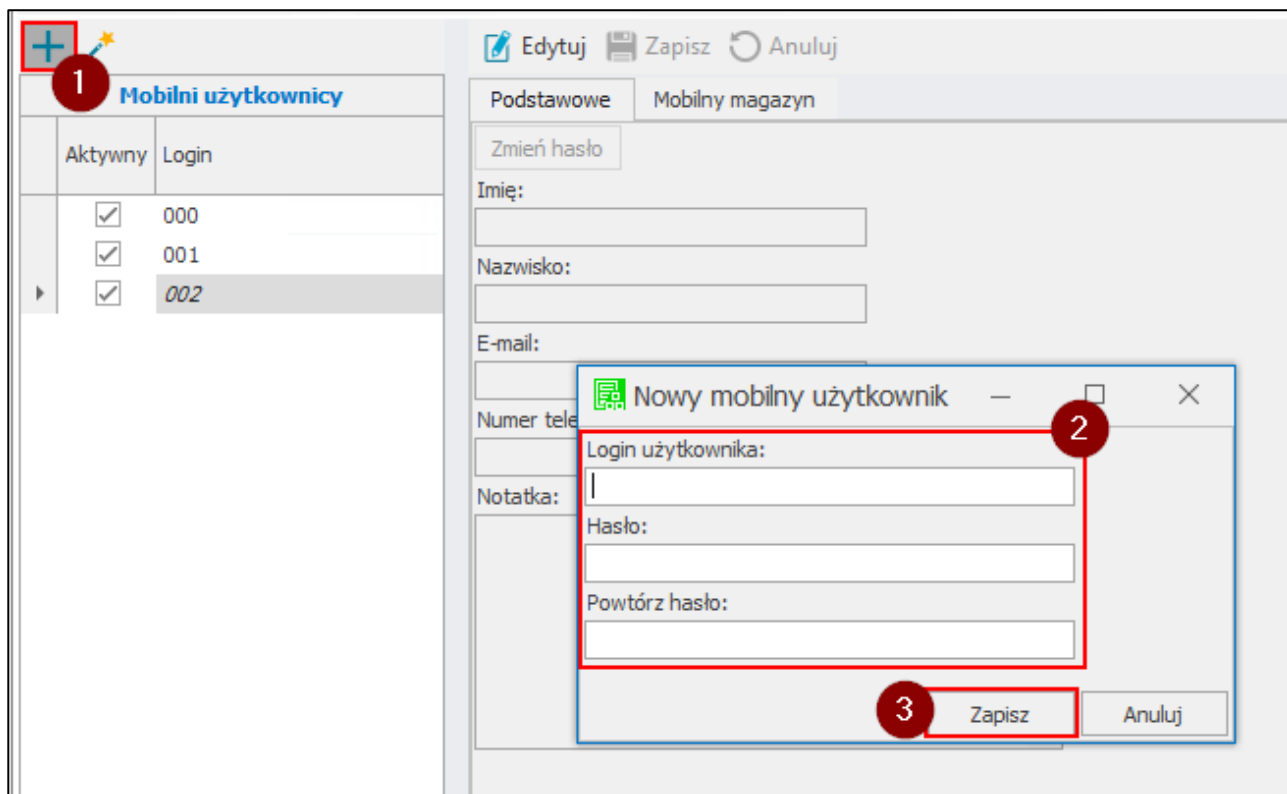 Edytuj Zapisz Anuluj
1
Mobilni użytkownicy
Podstawowe Mobilny magazyn
Aktywny Login
Zmień hasło
000
001
002
Imię:
Nazwisko:
E-mail:
Numer tele
Notatka:
Nowy mobilny użytkownik
2
Login użytkownika:
Hasło:
Powtórz hasło:
3
Zapisz Anuluj